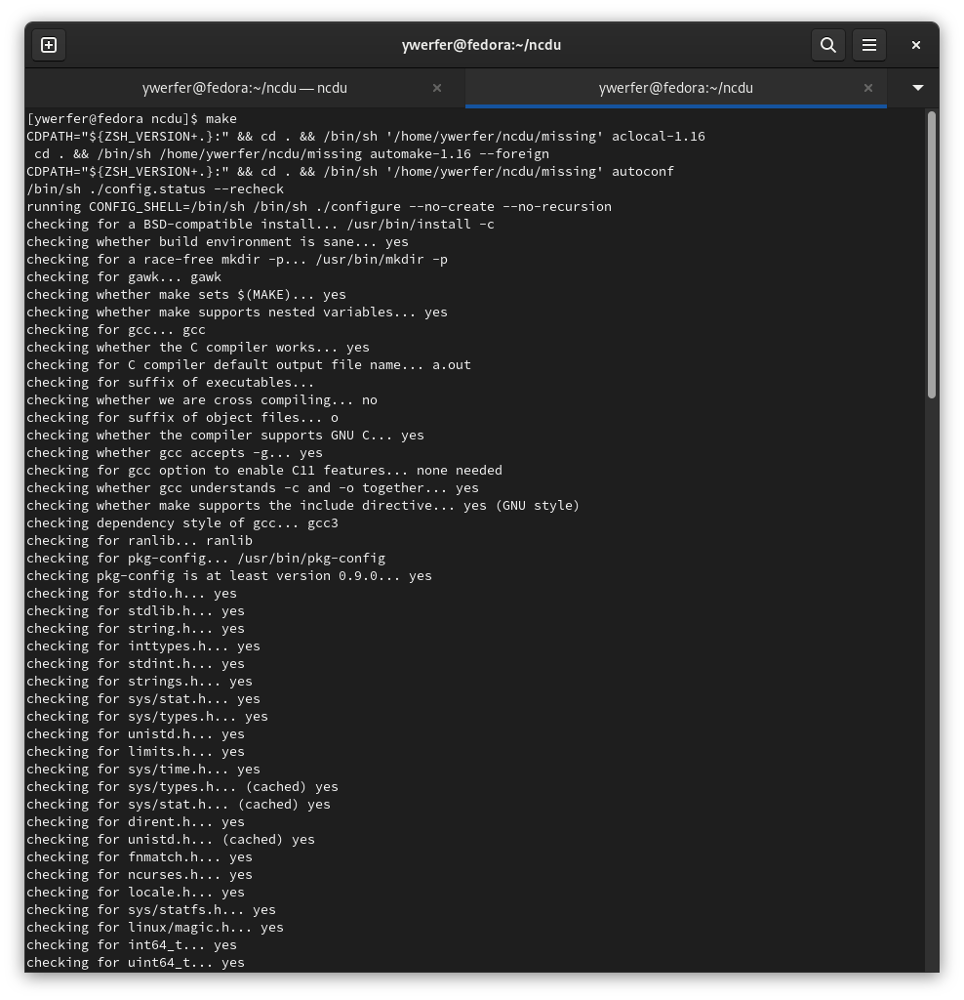 ywerfer@fedora:~/ncdu
ywerfer@fedora:~/ncdu — ncdu
ywerfer@fedora:~/ncdu
[ywerfer@fedora ncdu]$ make
CDPATH="${ZSH_VERSION+.}:" && cd . && /bin/sh '/home/ywerfer/ncdu/missing' aclocal-1.16
 cd . && /bin/sh /home/ywerfer/ncdu/missing automake-1.16 --foreign
CDPATH="${ZSH_VERSION+.}:" && cd . && /bin/sh '/home/ywerfer/ncdu/missing' autoconf
/bin/sh ./config.status --recheck
running CONFIG_SHELL=/bin/sh /bin/sh ./configure --no-create --no-recursion
checking for a BSD-compatible install... /usr/bin/install -c
checking whether build environment is sane... yes
checking for a race-free mkdir -p... /usr/bin/mkdir -p
checking for gawk... gawk
checking whether make sets $(MAKE)... yes
checking whether make supports nested variables... yes
checking for gcc... gcc
checking whether the C compiler works... yes
checking for C compiler default output file name... a.out
checking for suffix of executables...
checking whether we are cross compiling... no
checking for suffix of object files... o
checking whether the compiler supports GNU C... yes
checking whether gcc accepts -g... yes
checking for gcc option to enable C11 features... none needed
checking whether gcc understands -c and -o together... yes
checking whether make supports the include directive... yes (GNU style)
checking dependency style of gcc... gcc3
checking for ranlib... ranlib
checking for pkg-config... /usr/bin/pkg-config
checking pkg-config is at least version 0.9.0... yes
checking for stdio.h... yes
checking for stdlib.h... yes
checking for string.h... yes
checking for inttypes.h... yes
checking for stdint.h... yes
checking for strings.h... yes
checking for sys/stat.h... yes
checking for sys/types.h... yes
checking for unistd.h... yes
checking for limits.h... yes
checking for sys/time.h... yes
checking for sys/types.h... (cached) yes
checking for sys/stat.h... (cached) yes
checking for dirent.h... yes
checking for unistd.h... (cached) yes
checking for fnmatch.h... yes
checking for ncurses.h... yes
checking for locale.h... yes
checking for sys/statfs.h... yes
checking for linux/magic.h... yes
checking for int64_t... yes
checking for uint64_t... yes